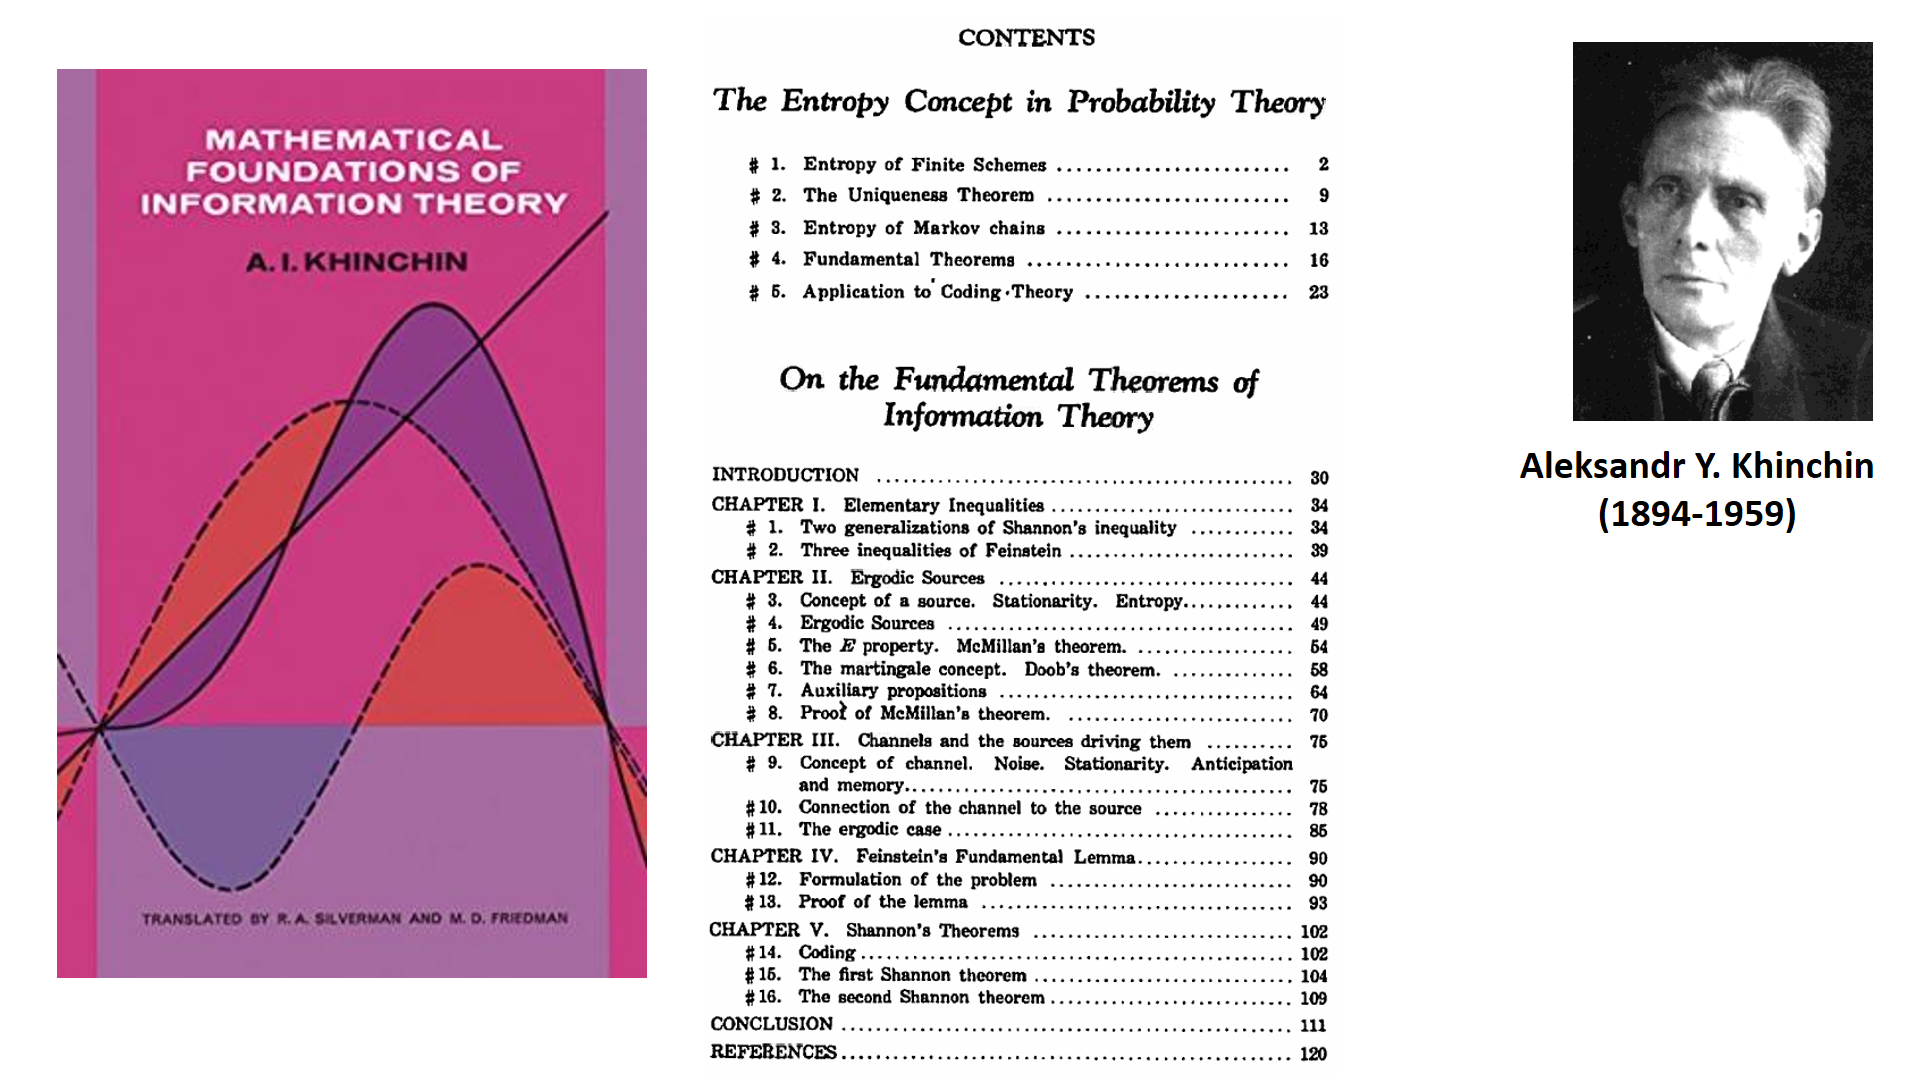 MATHEMATICAL
FOUNDATIONS OF
INFORMATION THEORY
A. I. KHINCHIN
TRANSLATED BY R. A. SILVERMAN AND M. D. FRIEDMAN
CONTENTS
The Entropy Concept in Probability Theory
# 1. Entropy of Finite Schemes ........................ 2
# 2. The Uniqueness Theorem ......................... 9
# 3. Entropy of Markov chains ........................ 13
# 4. Fundamental Theorems ........................... 16
# 5. Application to Coding Theory ..................... 23
On the Fundamental Theorems of
Information Theory
INTRODUCTION ................................................ 30
CHAPTER I. Elementary Inequalities ............................ 34
# 1. Two generalizations of Shannon's inequality ............ 34
# 2. Three inequalities of Feinstein .......................... 39
CHAPTER II. Ergodic Sources .................................. 44
# 3. Concept of a source. Stationarity. Entropy............. 44
# 4. Ergodic Sources ........................................ 49
# 5. The E property. McMillan's theorem. .................. 54
# 6. The martingale concept. Doob's theorem. .............. 58
# 7. Auxiliary propositions .................................. 64
# 8. Proof of McMillan's theorem. .......................... 70
CHAPTER III. Channels and the sources driving them .......... 75
# 9. Concept of channel. Noise. Stationarity. Anticipation
and memory............................................. 75
#10. Connection of the channel to the source ................ 78
#11. The ergodic case ........................................ 85
CHAPTER IV. Feinstein's Fundamental Lemma.................. 90
#12. Formulation of the problem ............................ 90
#13. Proof of the lemma .................................... 93
CHAPTER V. Shannon's Theorems .............................. 102
#14. Coding.................................................. 102
#15. The first Shannon theorem .............................. 104
#16. The second Shannon theorem ............................ 109
CONCLUSION .................................................... 111
REFERENCES.................................................... 120
Aleksandr Y. Khinchin
(1894-1959)